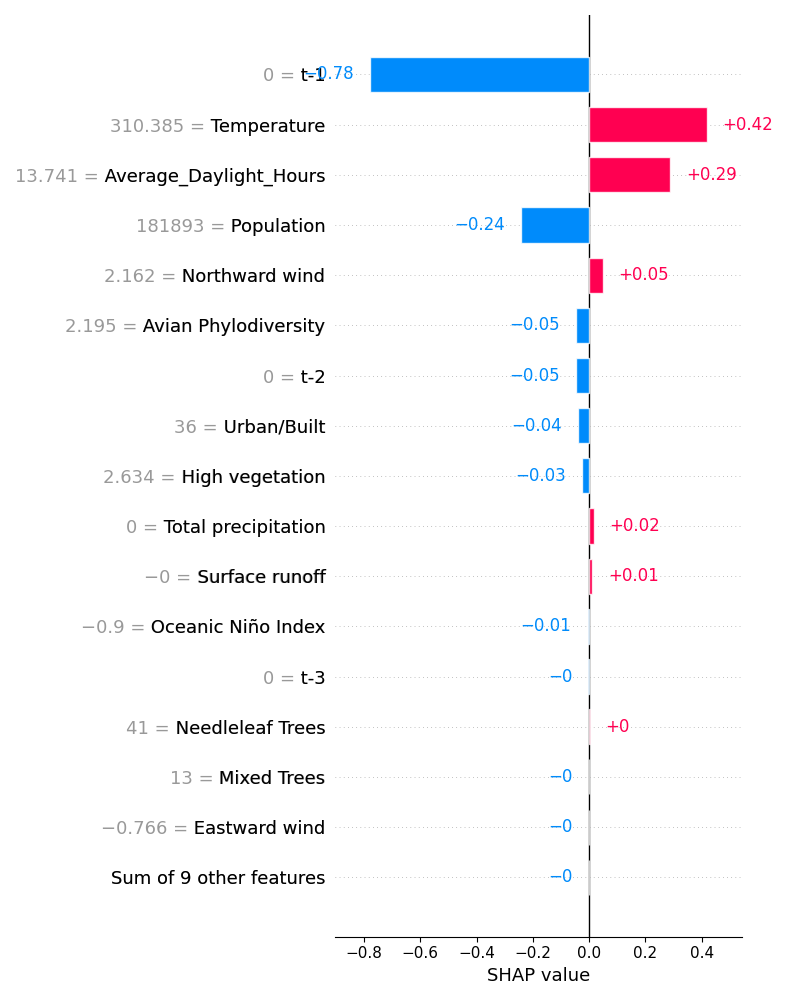 0 = t-1 −0.78
310.385 = Temperature +0.42
13.741 = Average_Daylight_Hours +0.29
181893 = Population −0.24
2.162 = Northward wind +0.05
2.195 = Avian Phylodiversity −0.05
0 = t-2 −0.05
36 = Urban/Built −0.04
2.634 = High vegetation −0.03
0 = Total precipitation +0.02
−0 = Surface runoff +0.01
−0.9 = Oceanic Niño Index −0.01
0 = t-3 −0
41 = Needleleaf Trees +0
13 = Mixed Trees −0
−0.766 = Eastward wind −0
Sum of 9 other features −0
−0.8 −0.6 −0.4 −0.2 0.0 0.2 0.4
SHAP value